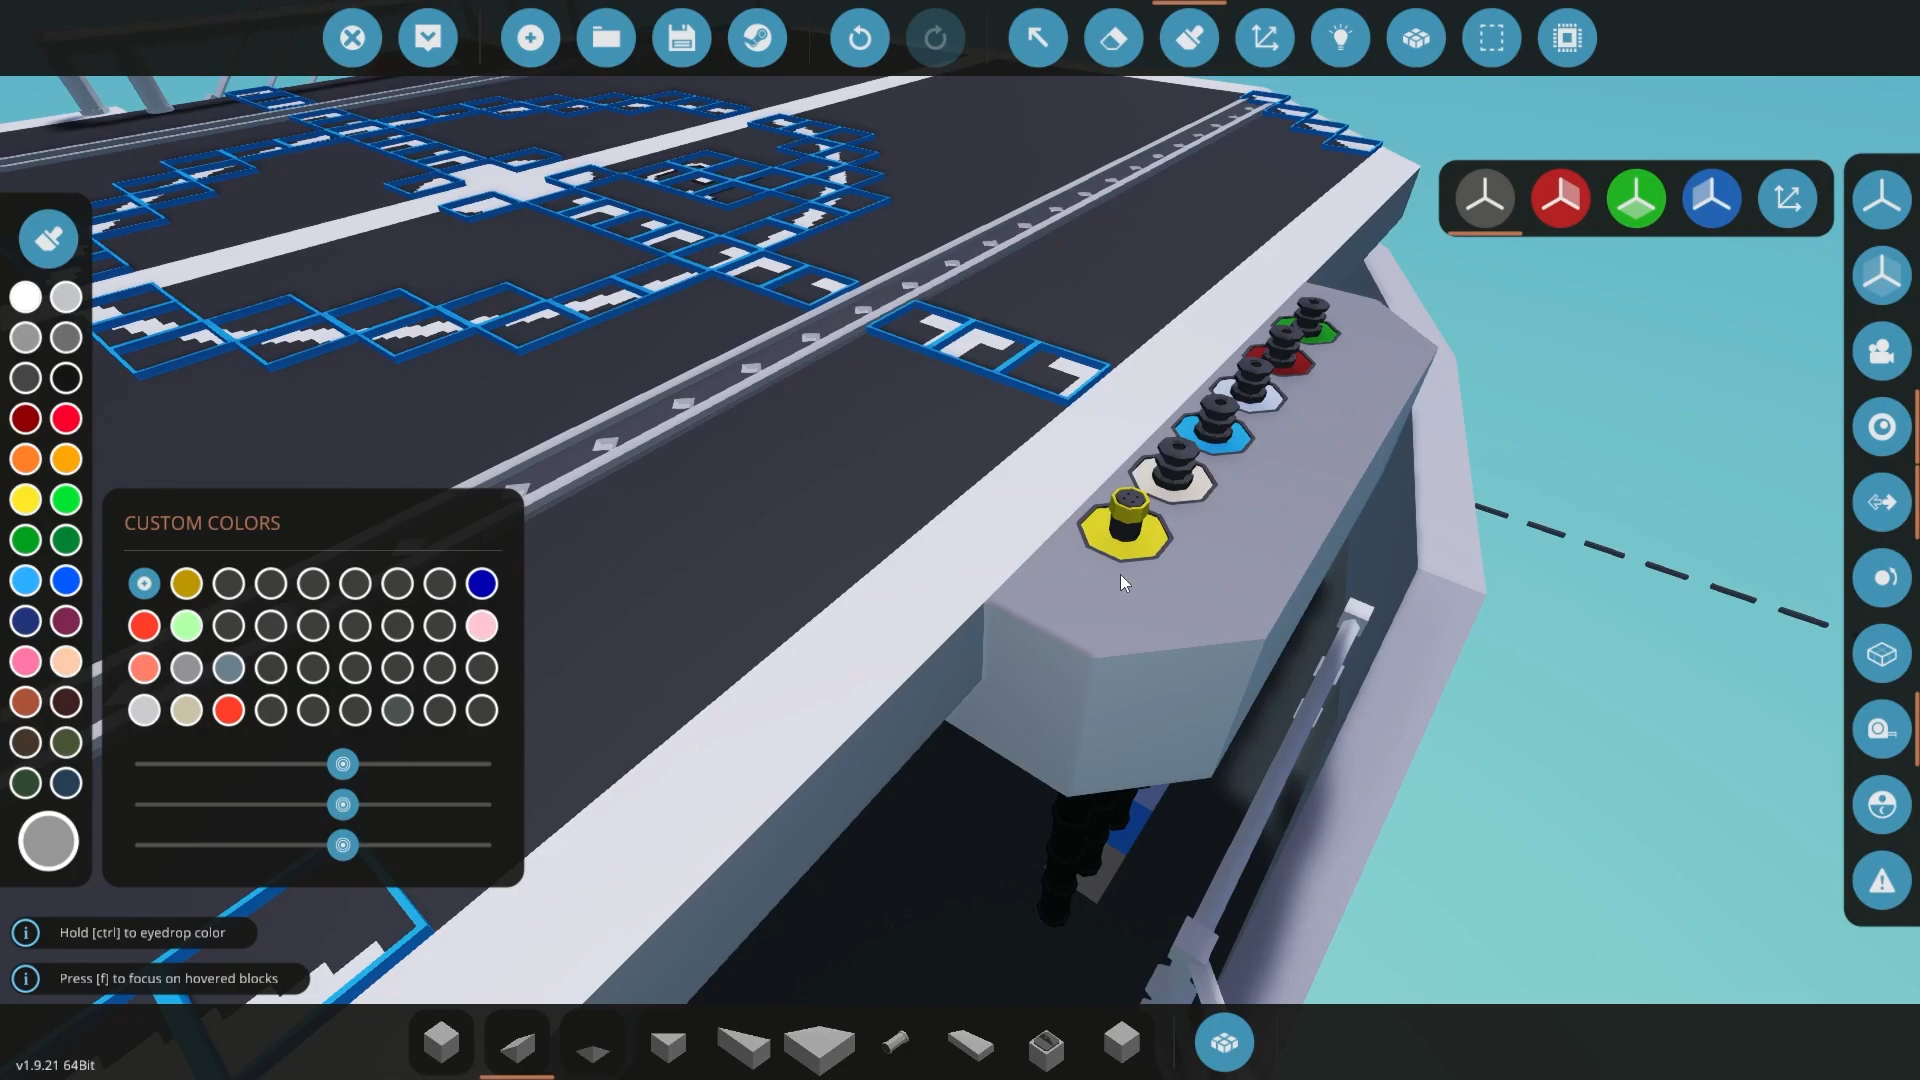 CUSTOM COLORS
Hold [ctrl] to eyedrop color
Press [f] to focus on hovered blocks
v1.9.21 64Bit